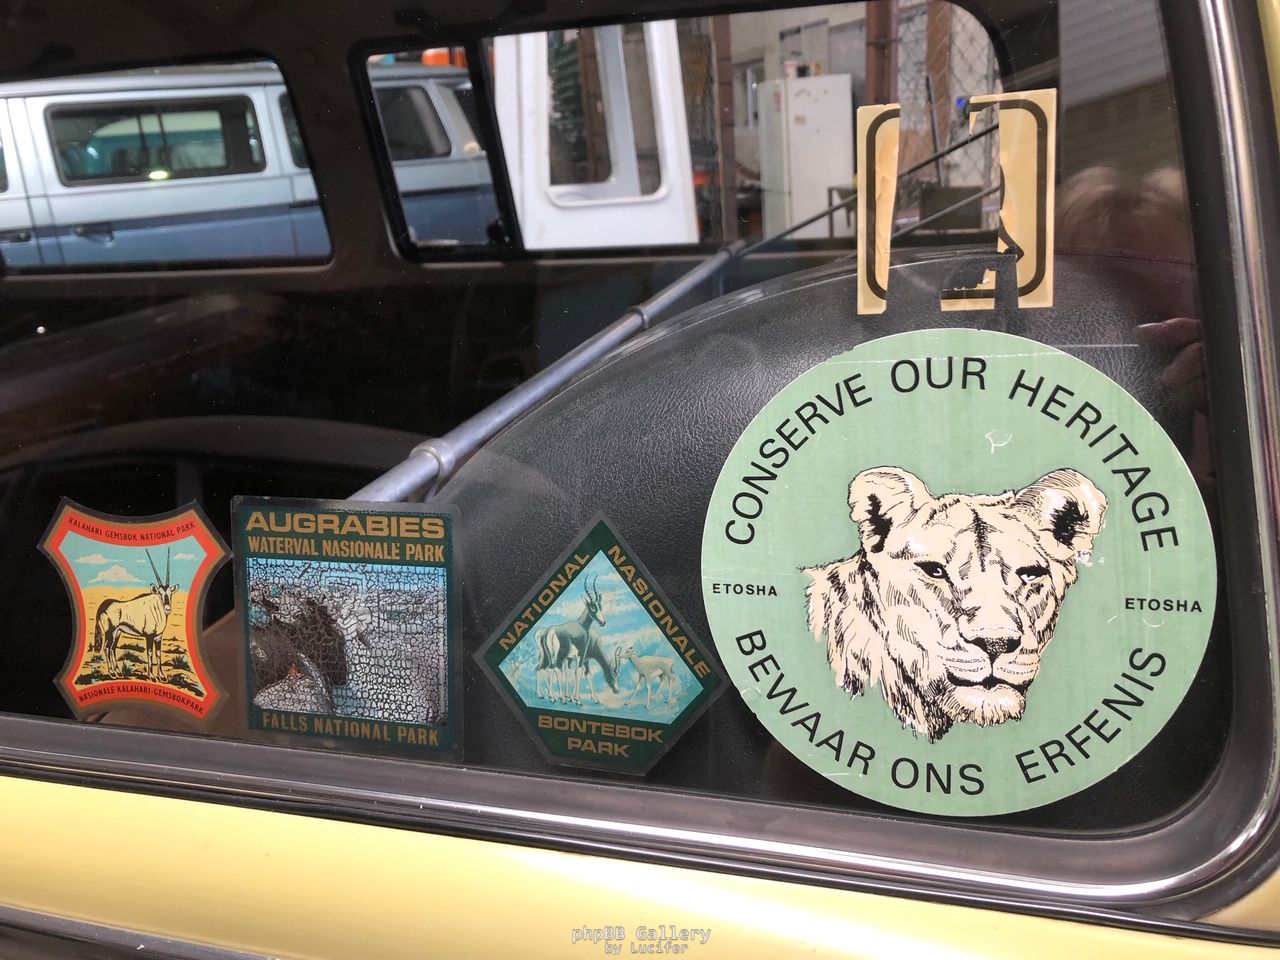 KALAHARI GEMSBOK NATIONAL PARK
NASIONALE KALAHARI-GEMSBOKPARK
AUGRABIES
WATERVAL NASIONALE PARK
FALLS NATIONAL PARK
NATIONAL NASIONALE
BONTEBOK
PARK
CONSERVE OUR HERITAGE
ETOSHA ETOSHA
BEWAAR ONS ERFENIS
phpBB Gallery
by Lucifer